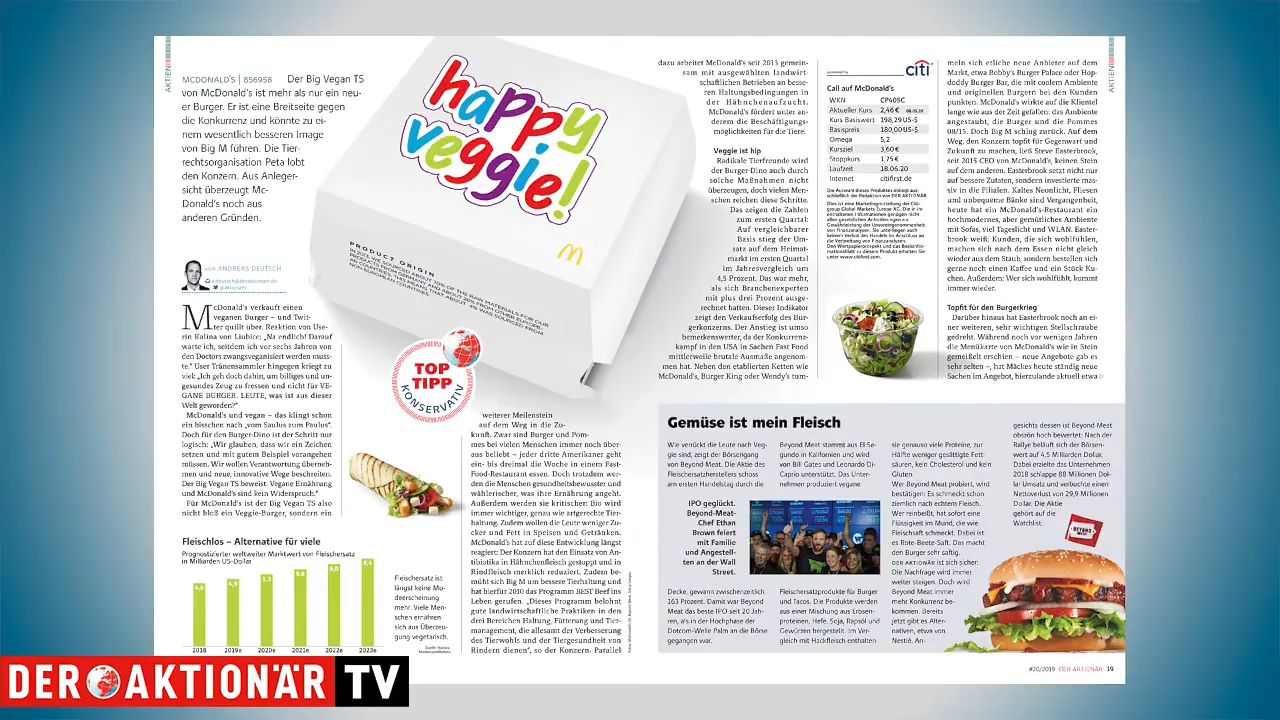 AKTIEN
MCDONALD'S | 856958 Der Big Vegan TS
von McDonald's ist mehr als nur ein neu-
er Burger. Er ist eine Breitseite gegen
die Konkurrenz und könnte zu ei-
nem wesentlich besseren Image
von Big M führen. Die Tier-
rechtsorganisation Peta lobt
den Konzern. Aus Anleger-
sicht überzeugt Mc-
Donald's noch aus
anderen Gründen.
von ANDREAS DEUTSCH
a.deutsch@deraktionaer.de
McDonald's verkauft einen
veganen Burger – und Twit-
ter quillt über. Reaktion von Use-
rin Kalina von Liubice: „Na endlich! Darauf
warte ich, seitdem ich vor sechs Jahren von
den Doctors zwangsveganisiert werden muss-
te." User Tränensammler hingegen kriegt zu
viel: „Ich geh doch dahin, um billiges und un-
gesundes Zeug zu fressen und nicht für VE-
GANE BURGER. LEUTE, was ist aus dieser
Welt geworden?"
McDonald's und vegan – das klingt schon
ein bisschen nach „vom Saulus zum Paulus".
Doch für den Burger-Dino ist der Schritt nur
logisch: „Wir glauben, dass wir ein Zeichen
setzen und mit gutem Beispiel vorangehen
müssen. Wir wollen Verantwortung überneh-
men und neue, innovative Wege beschreiten.
Der Big Vegan TS beweist: Vegane Ernährung
und McDonald's sind kein Widerspruch."
Für McDonald's ist der Big Vegan TS also
nicht bloß ein Veggie-Burger, sondern ein
Fleischlos – Alternative für viele
Prognostizierter weltweiter Marktwert von Fleischersatz
in Milliarden US-Dollar
4,6 4,9 5,3 5,6 6,0 6,4
2018 2019e 2020e 2021e 2022e 2023e
Fleischersatz ist
längst keine Mo-
deerscheinung
mehr. Viele Men-
schen ernähren
sich aus Überzeu-
gung vegetarisch.
happy
veggie!
PRODUCT ORIGIN
TOP
TIPP
KONSERVATIV
weiterer Meilenstein
auf dem Weg in die Zu-
kunft. Zwar sind Burger und Pom-
mes bei vielen Menschen immer noch über-
aus beliebt – jeder dritte Amerikaner geht
ein- bis dreimal die Woche in einem Fast-
Food-Restaurant essen. Doch trotzdem wer-
den die Menschen gesundheitsbewusster und
wählerischer, was ihre Ernährung angeht.
Außerdem werden sie kritischer: Bio wird
immer wichtiger, genau wie artgerechte Tier-
haltung. Zudem wollen die Leute weniger Zu-
cker und Fett in Speisen und Getränken.
McDonald's hat auf diese Entwicklung längst
reagiert: Der Konzern hat den Einsatz von An-
tibiotika in Hähnchenfleisch gestoppt und in
Rindfleisch merklich reduziert. Zudem be-
müht sich Big M um bessere Tierhaltung und
hat hierfür 2010 das Programm BEST Beef ins
Leben gerufen. „Dieses Programm belohnt
gute landwirtschaftliche Praktiken in den
drei Bereichen Haltung, Fütterung und Tier-
management, die allesamt der Verbesserung
des Tierwohls und der Tiergesundheit von
Rindern dienen", so der Konzern. Parallel
dazu arbeitet McDonald's seit 2013 gemein-
sam mit ausgewählten landwirt-
schaftlichen Betrieben an besse-
ren Haltungsbedingungen in
der Hähnchenaufzucht.
McDonald's fördert unter an-
derem die Beschäftigungs-
möglichkeiten für die Tiere.
Veggie ist hip
Radikale Tierfreunde wird
der Burger-Dino auch durch
solche Maßnahmen nicht
überzeugen, doch vielen Men-
schen reichen diese Schritte.
Das zeigen die Zahlen
zum ersten Quartal:
Auf vergleichbarer
Basis stieg der Um-
satz auf dem Heimat-
markt im ersten Quartal
im Jahresvergleich um
4,5 Prozent. Das war mehr,
als sich Branchenexperten
mit plus drei Prozent ausge-
rechnet hatten. Dieser Indikator
zeigt den Verkaufserfolg des Bur-
gerkonzerns. Der Anstieg ist umso
bemerkenswerter, da der Konkurrenz-
kampf in den USA in Sachen Fast Food
mittlerweile brutale Ausmaße angenom-
men hat. Neben den etablierten Ketten wie
McDonald's, Burger King oder Wendy's tum-
sponsored by citi
Call auf McDonald's
WKN CP405C
Aktueller Kurs 2,46 € 08.05.19
Kurs Basiswert 198,29 US-$
Basispreis 180,00 US-$
Omega 5,2
Kursziel 3,60 €
Stoppkurs 1,75 €
Laufzeit 18.06.20
Internet citifirst.com
meln sich etliche neue Anbieter auf dem
Markt, etwa Bobby's Burger Palace oder Hop-
doddy Burger Bar, die mit coolen Ambiente
und originellen Burgern bei den Kunden
punkten. McDonald's wirkte auf die Klientel
lange wie aus der Zeit gefallen: das Ambiente
angestaubt, die Burger und die Pommes
08/15. Doch Big M schlug zurück. Auf dem
Weg, den Konzern topfit für Gegenwart und
Zukunft zu machen, ließ Steve Easterbrook,
seit 2015 CEO von McDonald's, keinen Stein
auf dem anderen. Easterbrook setzt nicht nur
auf bessere Zutaten, sondern investierte mas-
siv in die Filialen. Kaltes Neonlicht, Fliesen
und unbequeme Bänke sind Vergangenheit,
heute hat ein McDonald's-Restaurant ein
hochmodernes, aber gemütliches Ambiente
mit Sofas, viel Tageslicht und WLAN. Easter-
brook weiß: Kunden, die sich wohlfühlen,
machen sich nach dem Essen nicht gleich
wieder aus dem Staub, sondern bestellen sich
gerne noch einen Kaffee und ein Stück Ku-
chen. Außerdem: Wer sich wohlfühlt, kommt
immer wieder.
Topfit für den Burgerkrieg
Darüber hinaus hat Easterbrook noch an ei-
ner weiteren, sehr wichtigen Stellschraube
gedreht. Während noch vor wenigen Jahren
die Menükarte von McDonald's wie in Stein
gemeißelt erschien – neue Angebote gab es
sehr selten –, hat Mäckes heute ständig neue
Sachen im Angebot, hierzulande aktuell etwa
Gemüse ist mein Fleisch
Wie verrückt die Leute nach Veg-
gie sind, zeigt der Börsengang
von Beyond Meat. Die Aktie des
Fleischersatzherstellers schoss
am ersten Handelstag durch die
IPO geglückt.
Beyond-Meat-
Chef Ethan
Brown feiert
mit Familie
und Angestell-
ten an der Wall
Street.
Decke, gewann zwischenzeitlich
163 Prozent. Damit war Beyond
Meat das beste IPO seit 20 Jah-
ren, als in der Hochphase der
Dotcom-Welle Palm an die Börse
gegangen war.
Beyond Meat stammt aus El Se-
gundo in Kalifornien und wird
von Bill Gates und Leonardo Di-
Caprio unterstützt. Das Unter-
nehmen produziert vegane
Fleischersatzprodukte für Burger
und Tacos. Die Produkte werden
aus einer Mischung aus Erbsen-
proteinen, Hefe, Soja, Rapsöl und
Gewürzen hergestellt. Im Ver-
gleich mit Hackfleisch enthalten
sie genauso viele Proteine, zur
Hälfte weniger gesättigte Fett-
säuren, kein Cholesterol und kein
Gluten.
Wer Beyond Meat probiert, wird
bestätigen: Es schmeckt schon
ziemlich nach echtem Fleisch.
Wer reinbeißt, hat sofort eine
Flüssigkeit im Mund, die wie
Fleischsaft schmeckt. Dabei ist
es Rote-Beete-Saft. Das macht
den Burger sehr saftig.
DER AKTIONÄR ist sich sicher:
Die Nachfrage wird immer
weiter steigen. Doch wird
Beyond Meat immer
mehr Konkurrenz be-
kommen. Bereits
jetzt gibt es Alter-
nativen, etwa von
Nestlé. An-
gesichts dessen ist Beyond Meat
obszön hoch bewertet: Nach der
Rallye beläuft sich der Börsen-
wert auf 4,5 Milliarden Dollar.
Dabei erzielte das Unternehmen
2018 schlappe 88 Millionen Dol-
lar Umsatz und verbuchte einen
Nettoverlust von 29,9 Millionen
Dollar. Die Aktie
gehört auf die
Watchlist.
BEYOND
MEAT
#20/2019 DER AKTIONÄR 19
AKTIEN
DER AKTIONÄR TV